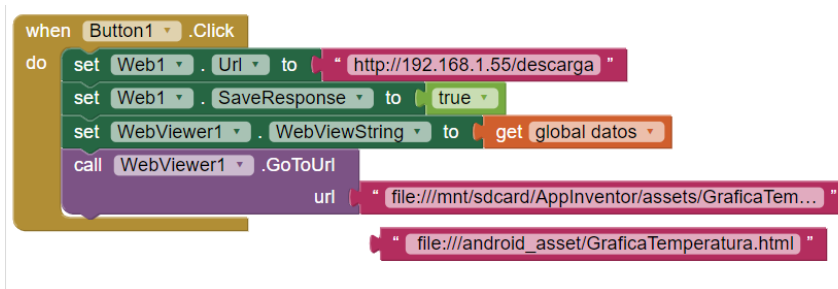 when Button1 .Click
do set Web1 . Url to " http://192.168.1.55/descarga "
set Web1 . SaveResponse to true
set WebViewer1 . WebViewString to get global datos
call WebViewer1 .GoToUrl
url " file:///mnt/sdcard/AppInventor/assets/GraficaTem... "
" file:///android_asset/GraficaTemperatura.html "